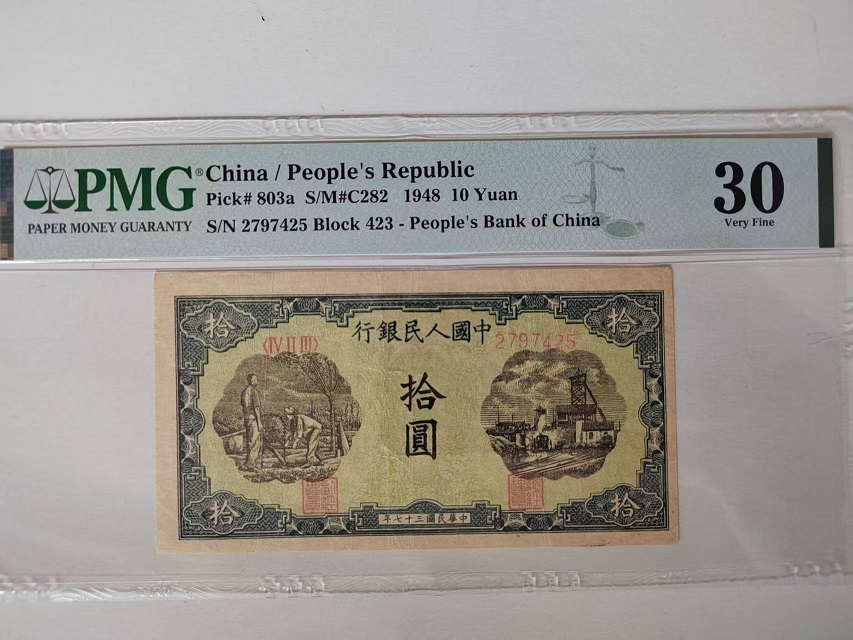 PMG®
PAPER MONEY GUARANTY
China / People's Republic
Pick# 803a S/M#C282 1948 10 Yuan
S/N 2797425 Block 423 - People's Bank of China
30
Very Fine
拾
拾
行銀民人國中
〈ⅣⅡⅢ〉
2797425
拾
圓
拾
拾
年七十三國民華中